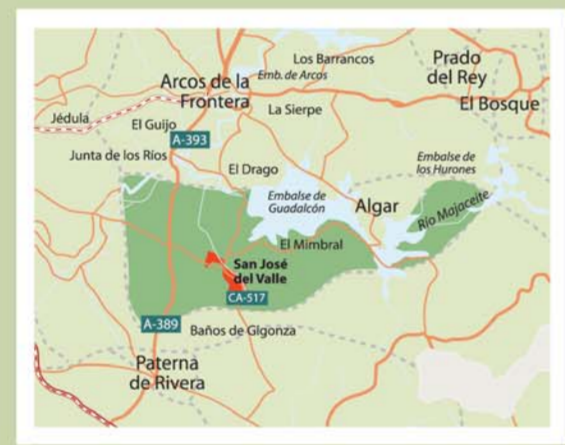 Los Barrancos
Prado
del Rey
Emb. de Arcos
Arcos de la
Frontera
La Sierpe
El Bosque
Jédula
El Guijo
A-393
Junta de los Ríos
El Drago
Embalse de
los Hurones
Embalse de
Guadalcón
Algar
Río Majaceite
El Mimbral
San José
del Valle
CA-517
A-389
Baños de GIgonza
Paterna
de Rivera